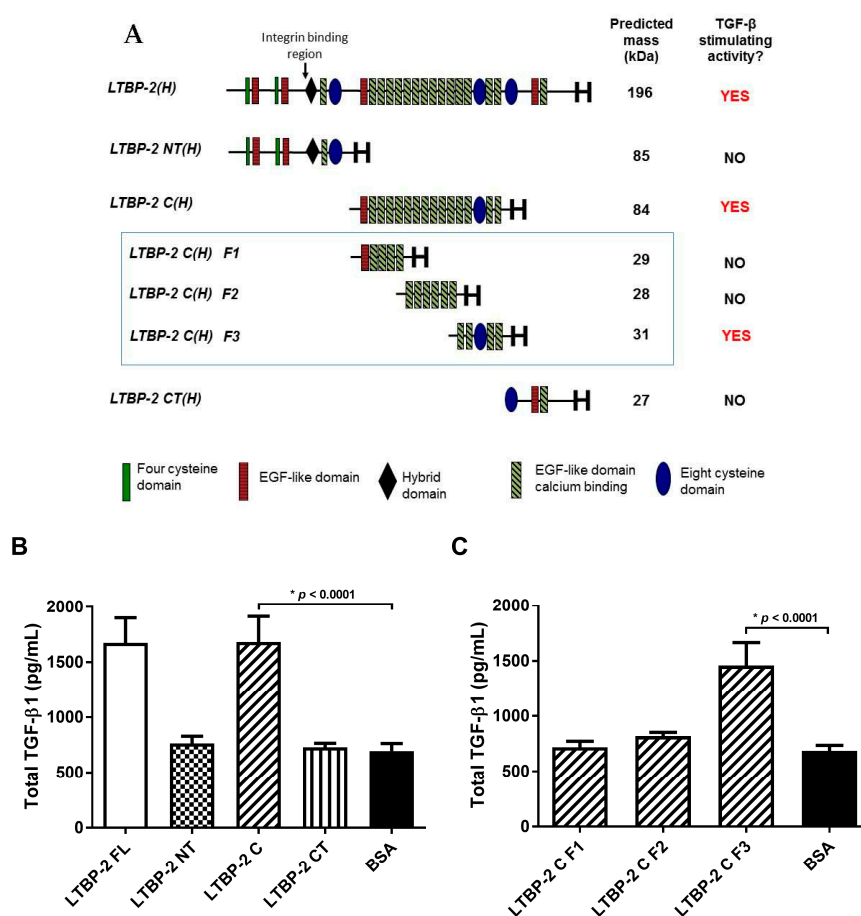 A
Integrin binding
region
Predicted
mass
(kDa)
TGF-β
stimulating
activity?
LTBP-2(H)
196
YES
LTBP-2 NT(H)
85
NO
LTBP-2 C(H)
84
YES
LTBP-2 C(H) F1
29
NO
LTBP-2 C(H) F2
28
NO
LTBP-2 C(H) F3
31
YES
LTBP-2 CT(H)
27
NO
Four cysteine
domain
EGF-like domain
Hybrid
domain
EGF-like domain
calcium binding
Eight cysteine
domain
B
Total TGF-β1 (pg/mL)
2000
1500
1000
500
0
* p < 0.0001
LTBP-2 FL
LTBP-2 NT
LTBP-2 C
LTBP-2 CT
BSA
C
Total TGF-β1 (pg/mL)
2000
1500
1000
500
0
* p < 0.0001
LTBP-2 C F1
LTBP-2 C F2
LTBP-2 C F3
BSA